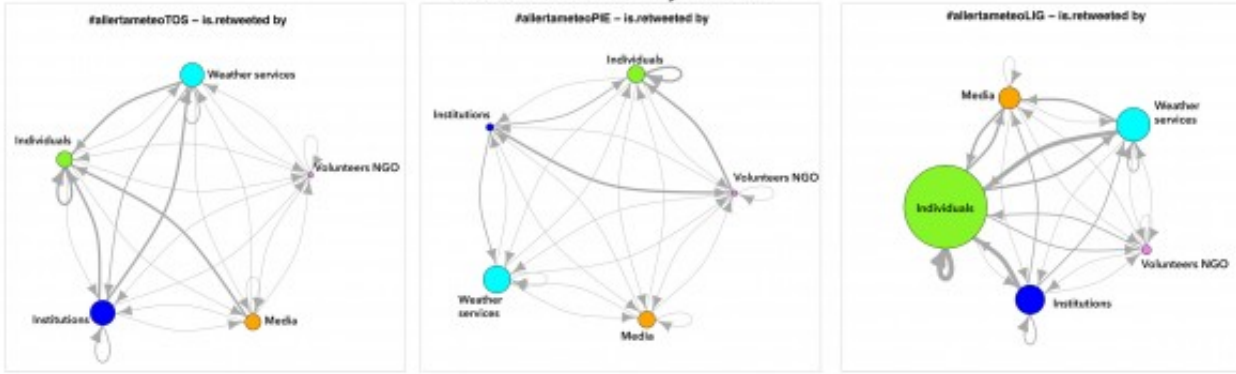 #allertameteoTOS – is.retweeted by
Weather services
Individuals
Volunteers NGO
Institutions
Media
#allertameteoPIE – is.retweeted by
Individuals
Institutions
Volunteers NGO
Weather
services
Media
#allertameteoLIG – is.retweeted by
Media
Weather
services
Individuals
Volunteers NGO
Institutions